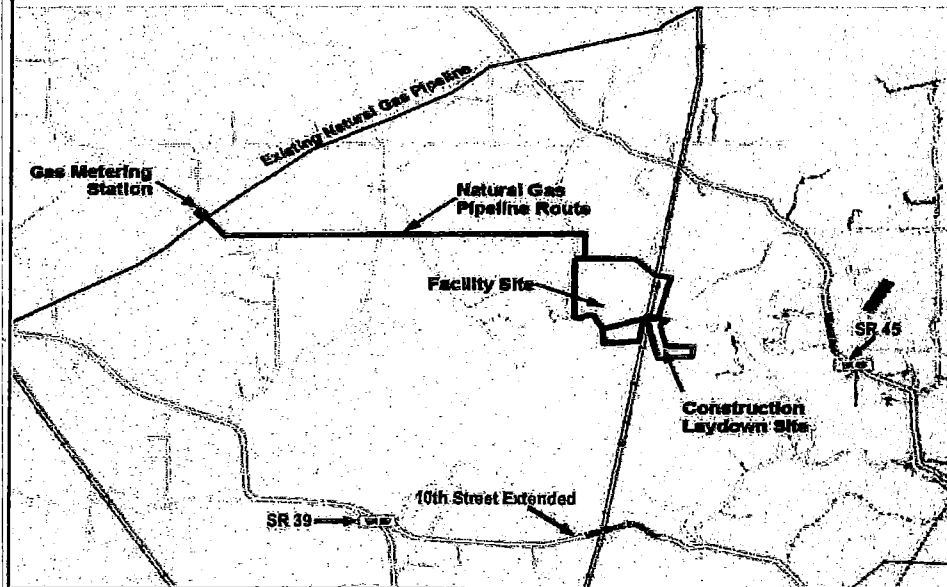 Existing Natural Gas Pipeline
Gas Metering
Station
Natural Gas
Pipeline Route
Facility Site
SR 45
Construction
Laydown Site
10th Street Extended
SR 39